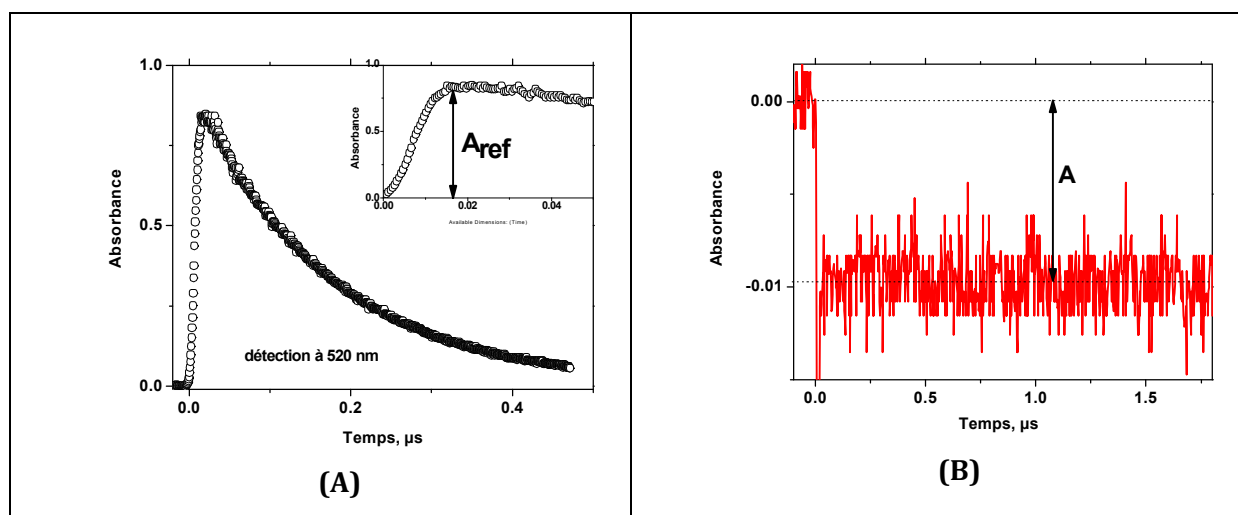 1.0
0.5
0.0
Absorbance
0.0
0.2
0.4
Temps, µs
détection à 520 nm
1.0
0.5
0.0
Absorbance
Aref
0.00
0.02
0.04
Available Dimensions: (Time)
(A)
0.00
-0.01
Absorbance
A
0.0
0.5
1.0
1.5
Temps, µs
(B)